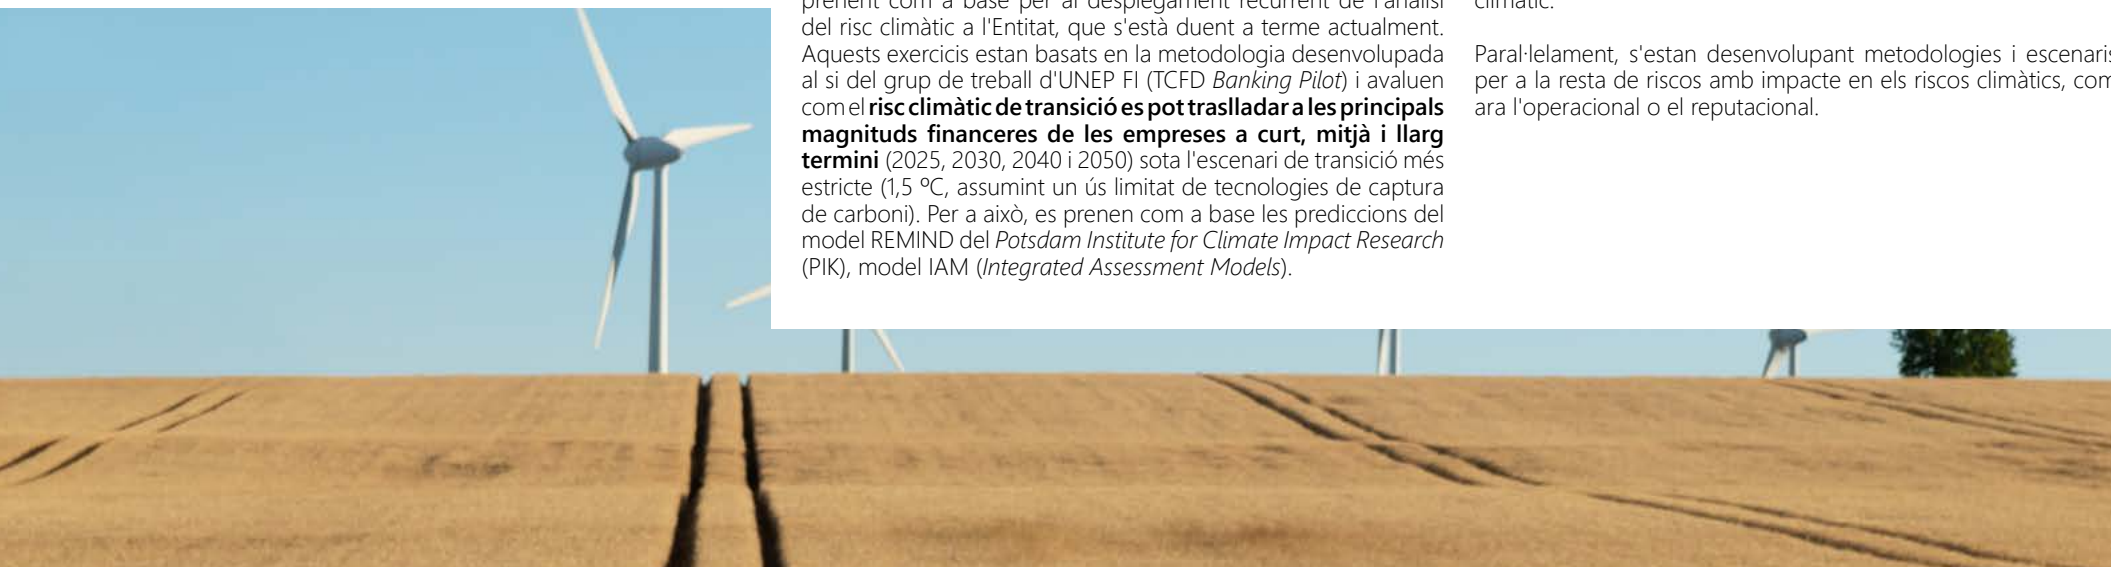 prenent com a base per al desplegament recurrent de l'anàlisi
del risc climàtic a l'Entitat, que s'està duent a terme actualment.
Aquests exercicis estan basats en la metodologia desenvolupada
al si del grup de treball d'UNEP FI (TCFD Banking Pilot) i avaluen
com el risc climàtic de transició es pot traslladar a les principals
magnituds financeres de les empreses a curt, mitjà i llarg
termini (2025, 2030, 2040 i 2050) sota l'escenari de transició més
estricte (1,5 ºC, assumint un ús limitat de tecnologies de captura
de carboni). Per a això, es prenen com a base les prediccions del
model REMIND del Potsdam Institute for Climate Impact Research
(PIK), model IAM (Integrated Assessment Models).
climàtic.
Paral·lelament, s'estan desenvolupant metodologies i escenaris
per a la resta de riscos amb impacte en els riscos climàtics, com
ara l'operacional o el reputacional.